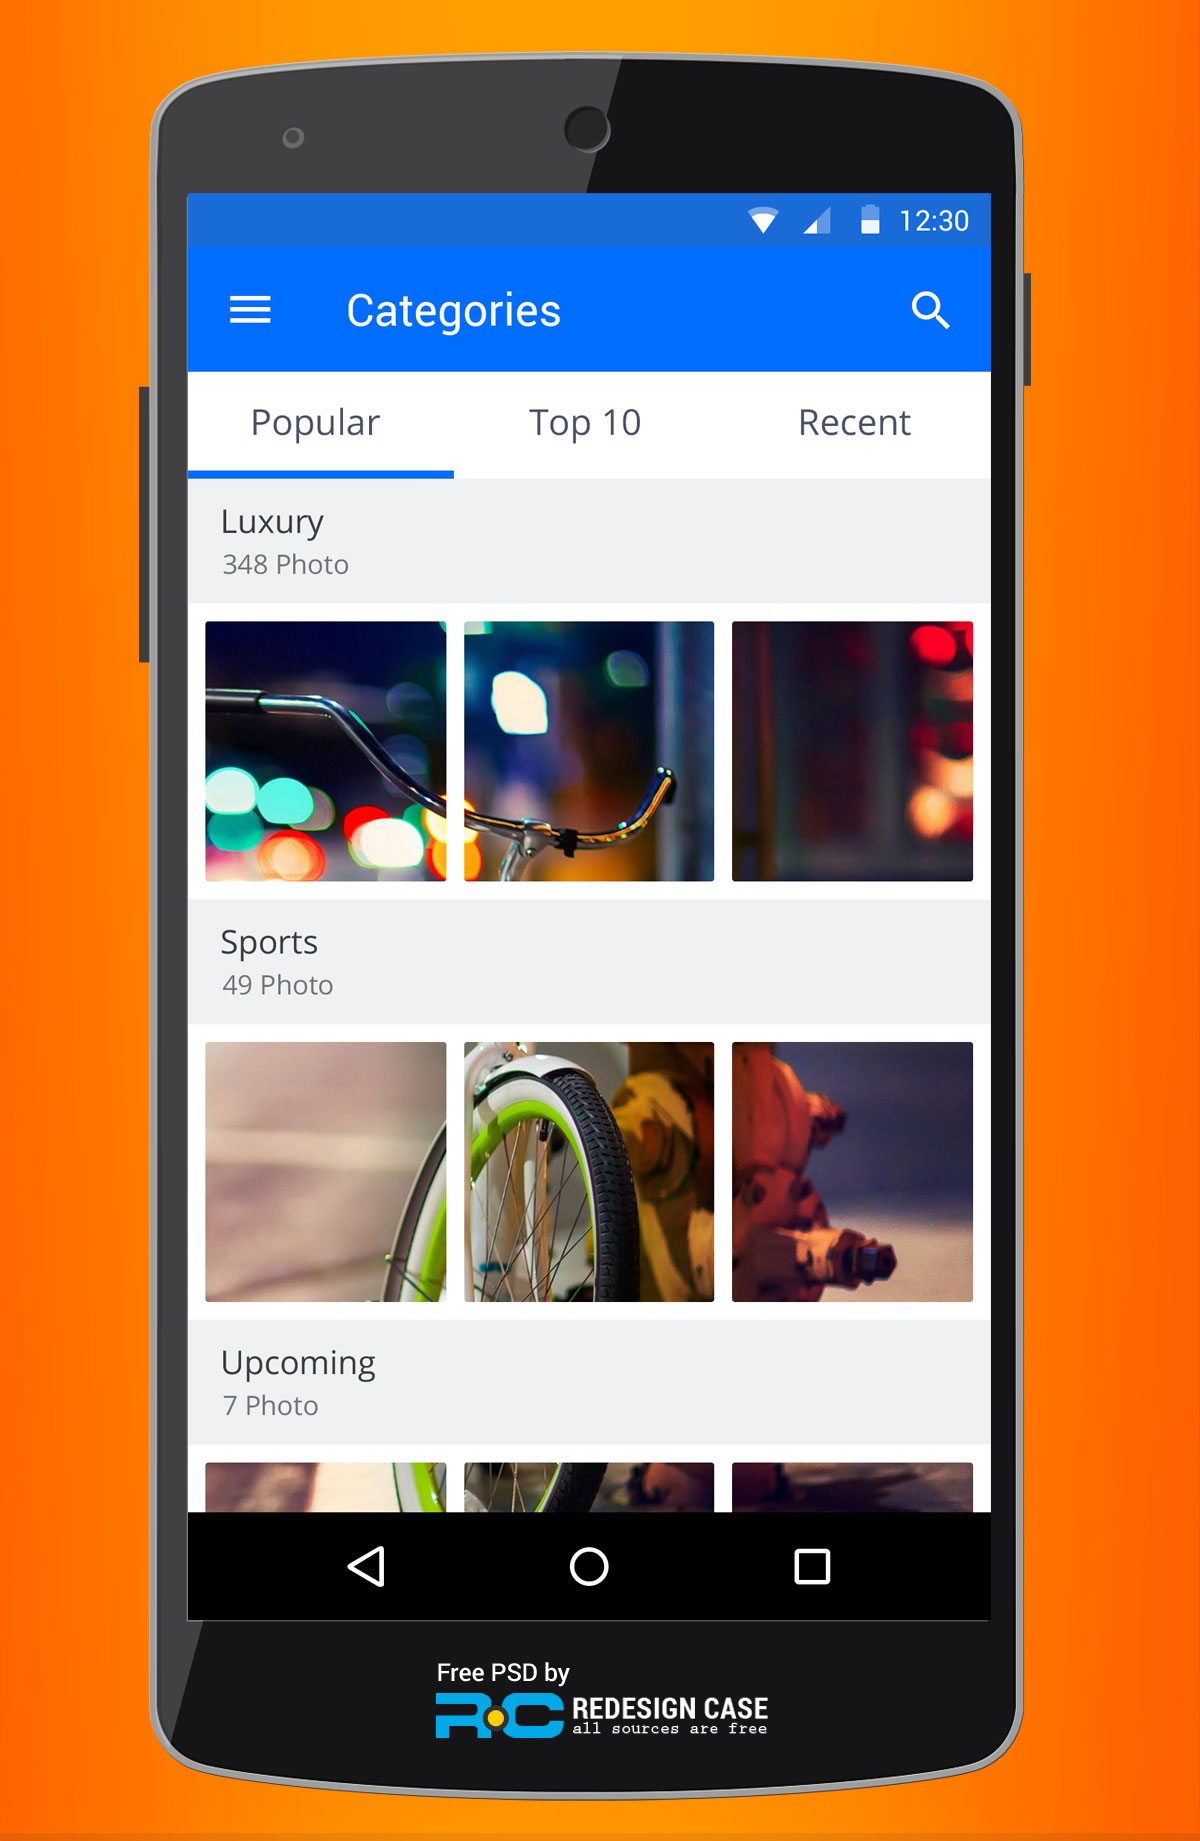 12:30
Categories
Popular Top 10 Recent
Luxury
348 Photo
Sports
49 Photo
Upcoming
7 Photo
Free PSD by
RC REDESIGN CASE
all sources are free